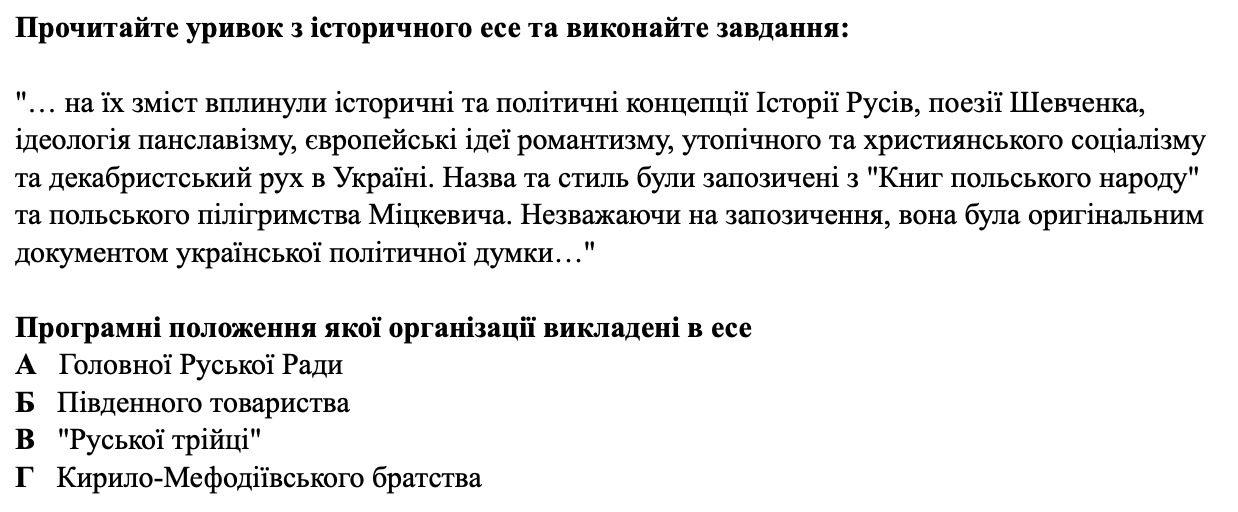 Прочитайте уривок з історичного есе та виконайте завдання:
"… на їх зміст вплинули історичні та політичні концепції Історії Русів, поезії Шевченка,
ідеологія панславізму, європейські ідеї романтизму, утопічного та християнського соціалізму
та декабристський рух в Україні. Назва та стиль були запозичені з "Книг польського народу"
та польського пілігримства Міцкевича. Незважаючи на запозичення, вона була оригінальним
документом української політичної думки…"
Програмні положення якої організації викладені в есе
А Головної Руської Ради
Б Південного товариства
В "Руської трійці"
Г Кирило-Мефодіївського братства